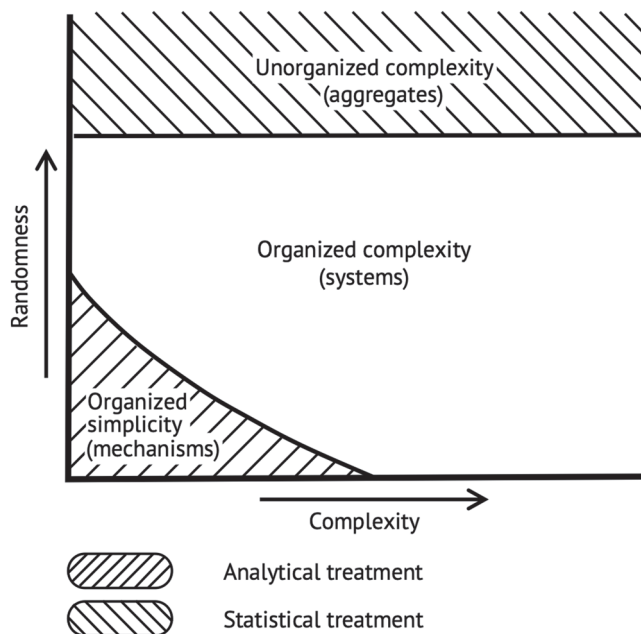 Unorganized complexity
(aggregates)
Randomness
Organized complexity
(systems)
Organized
simplicity
(mechanisms)
Complexity
Analytical treatment
Statistical treatment